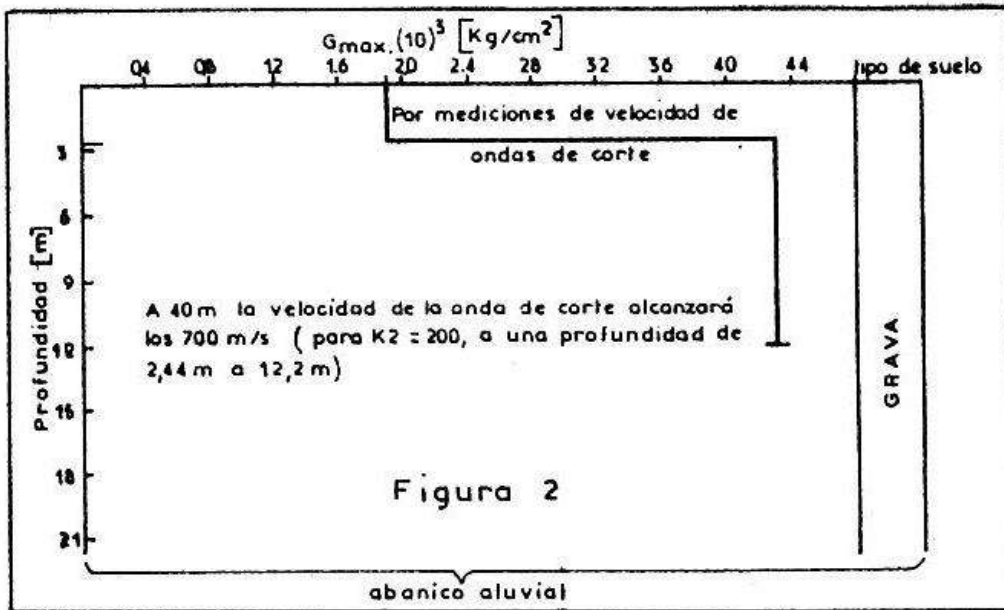 Gmax.(10)³ [Kg/cm²]
04 08 12 1.6 2.0 2.4 28 32 36 40 44 tipo de suelo
Por mediciones de velocidad de
ondas de corte
3
6
9
12
15
18
21
Profundidad [m]
A 40 m la velocidad de la onda de corte alcanzará
los 700 m/s ( para K2 = 200, a una profundidad de
2,44 m a 12,2 m)
GRAVA
Figura 2
abanico aluvial